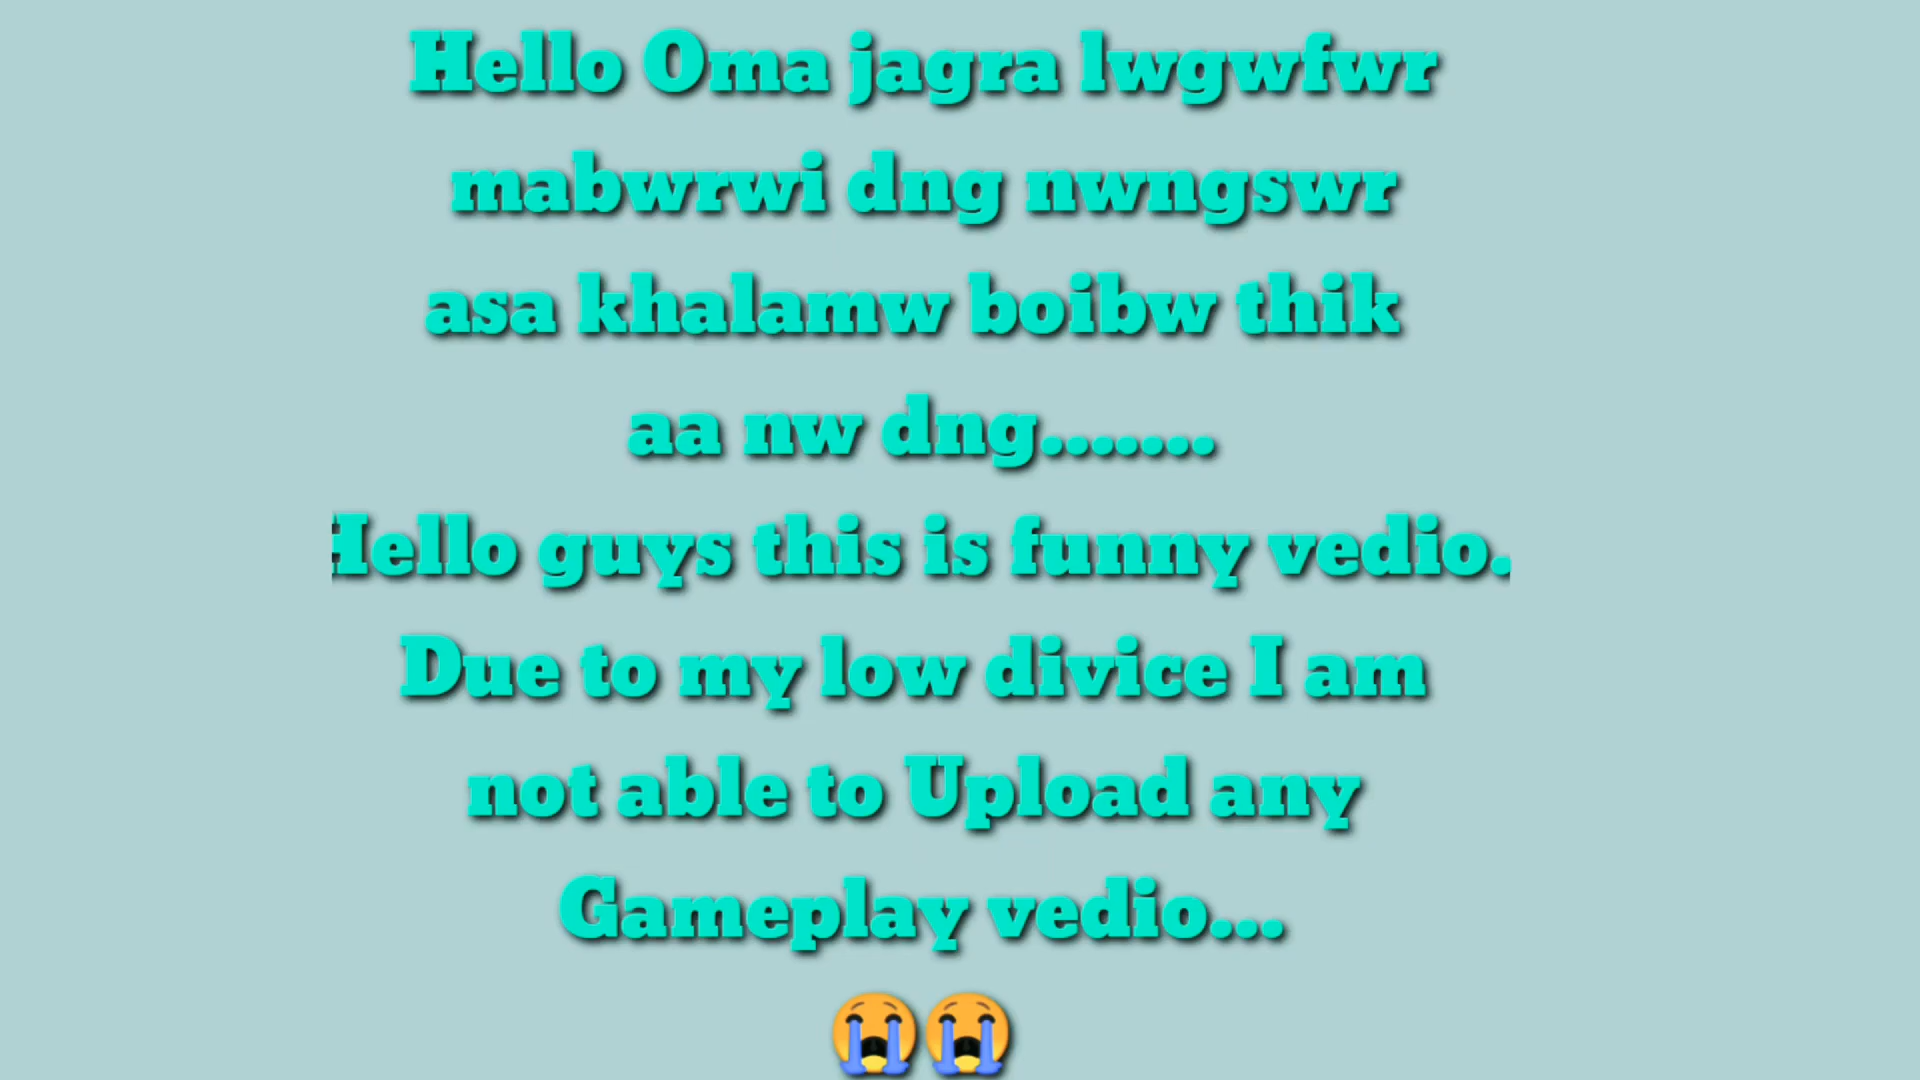 Hello Oma jagra lwgwfwr
mabwrwi dng nwngswr
asa khalamw boibw thik
aa nw dng.......
Hello guys this is funny vedio.
Due to my low divice I am
not able to Upload any
Gameplay vedio...
😭😭